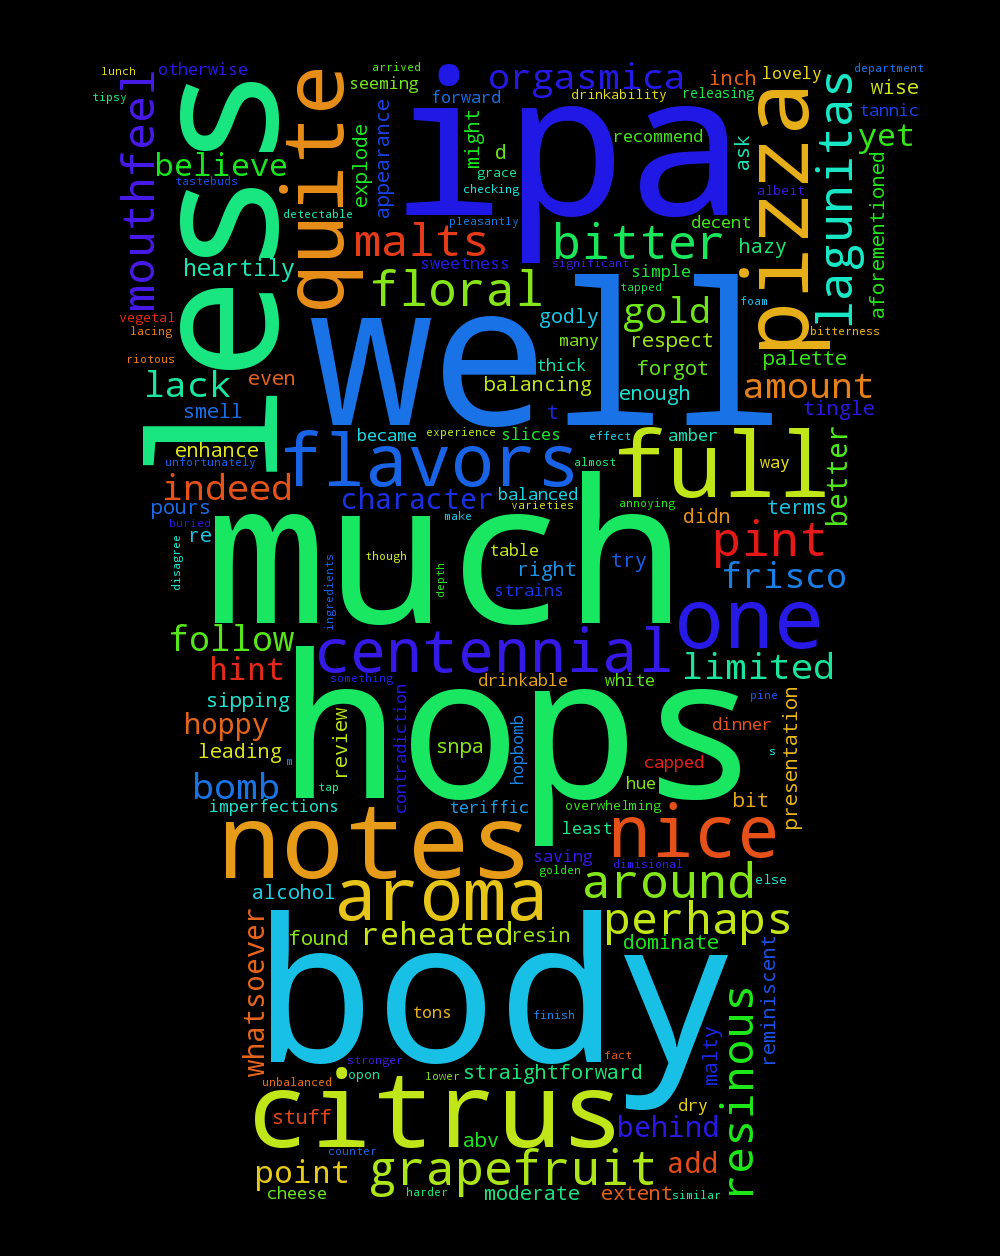 lunch
otherwise
arrived
seeming
ipa
orgasmica
inch
lovely
department
wise
tipsy
less
quite
forward
drinkability
releasing
pizza
lagunitas
tannic
mouthfeel
believe
explode
appearance
might
d
recommend
ask
yet
tastebuds
grace
checking
albeit
aforementioned
detectable
pleasantly
decent
heartily
malts
bitter
hazy
sweetness
significant
simple
floral
tapped
foam
vegetal
lacing
well
godly
gold
bitterness
many
respect
riotous
thick
forgot
palette
lack
even
balancing
enough
amount
smell
t
tingle
enhance
flavors
became
experience
slices
effect
amber
full
way
better
unfortunately
almost
indeed
character
balanced
varieties
annoying
pours
make
didn
terms
buried
re
much
pint
disagree
though
table
right
try
frisco
ingredients
depth
strains
one
follow
centennial
hint
something
drinkable
white
limited
sipping
hops
pine
presentation
hoppy
review
contradiction
snpa
hopbomb
dinner
leading
m
capped
s
bomb
tap
hue
imperfections
teriffic
overwhelming
bit
notes
least
nice
saving
dimisional
golden
alcohol
aroma
around
else
perhaps
whatsoever
found
reheated
resin
dominate
reminiscent
body
tons
finish
resinous
malty
stronger
fact
unbalanced
opon
lower
straightforward
citrus
dry
stuff
abv
behind
counter
point
grapefruit
add
cheese
harder
moderate
extent
similar